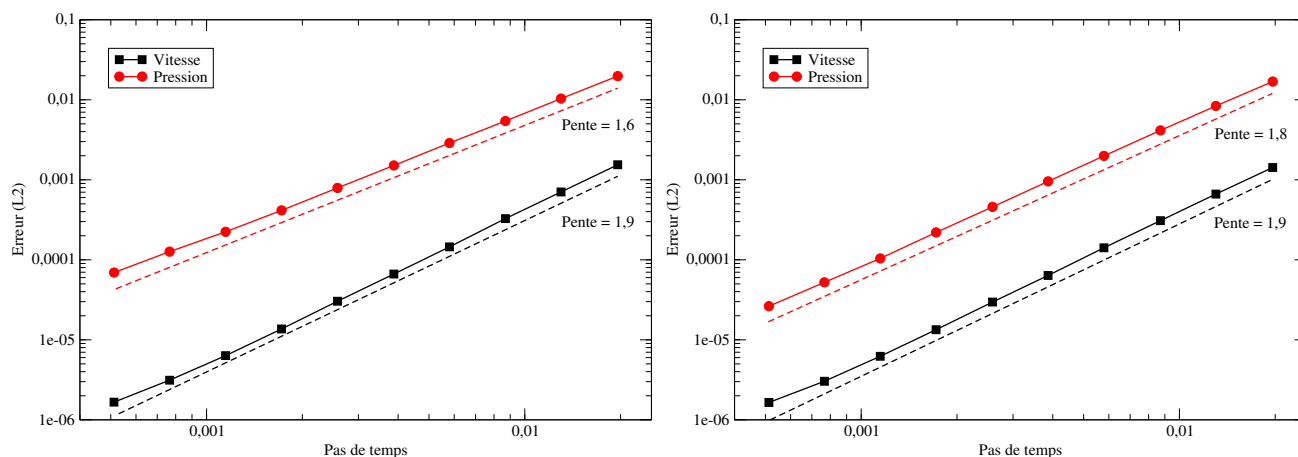 0,1
0,01
0,001
0,0001
1e-05
1e-06
Erreur (L2)
Vitesse
Pression
Pente = 1,6
Pente = 1,9
0,001
0,01
Pas de temps
0,1
0,01
0,001
0,0001
1e-05
1e-06
Erreur (L2)
Vitesse
Pression
Pente = 1,8
Pente = 1,9
0,001
0,01
Pas de temps